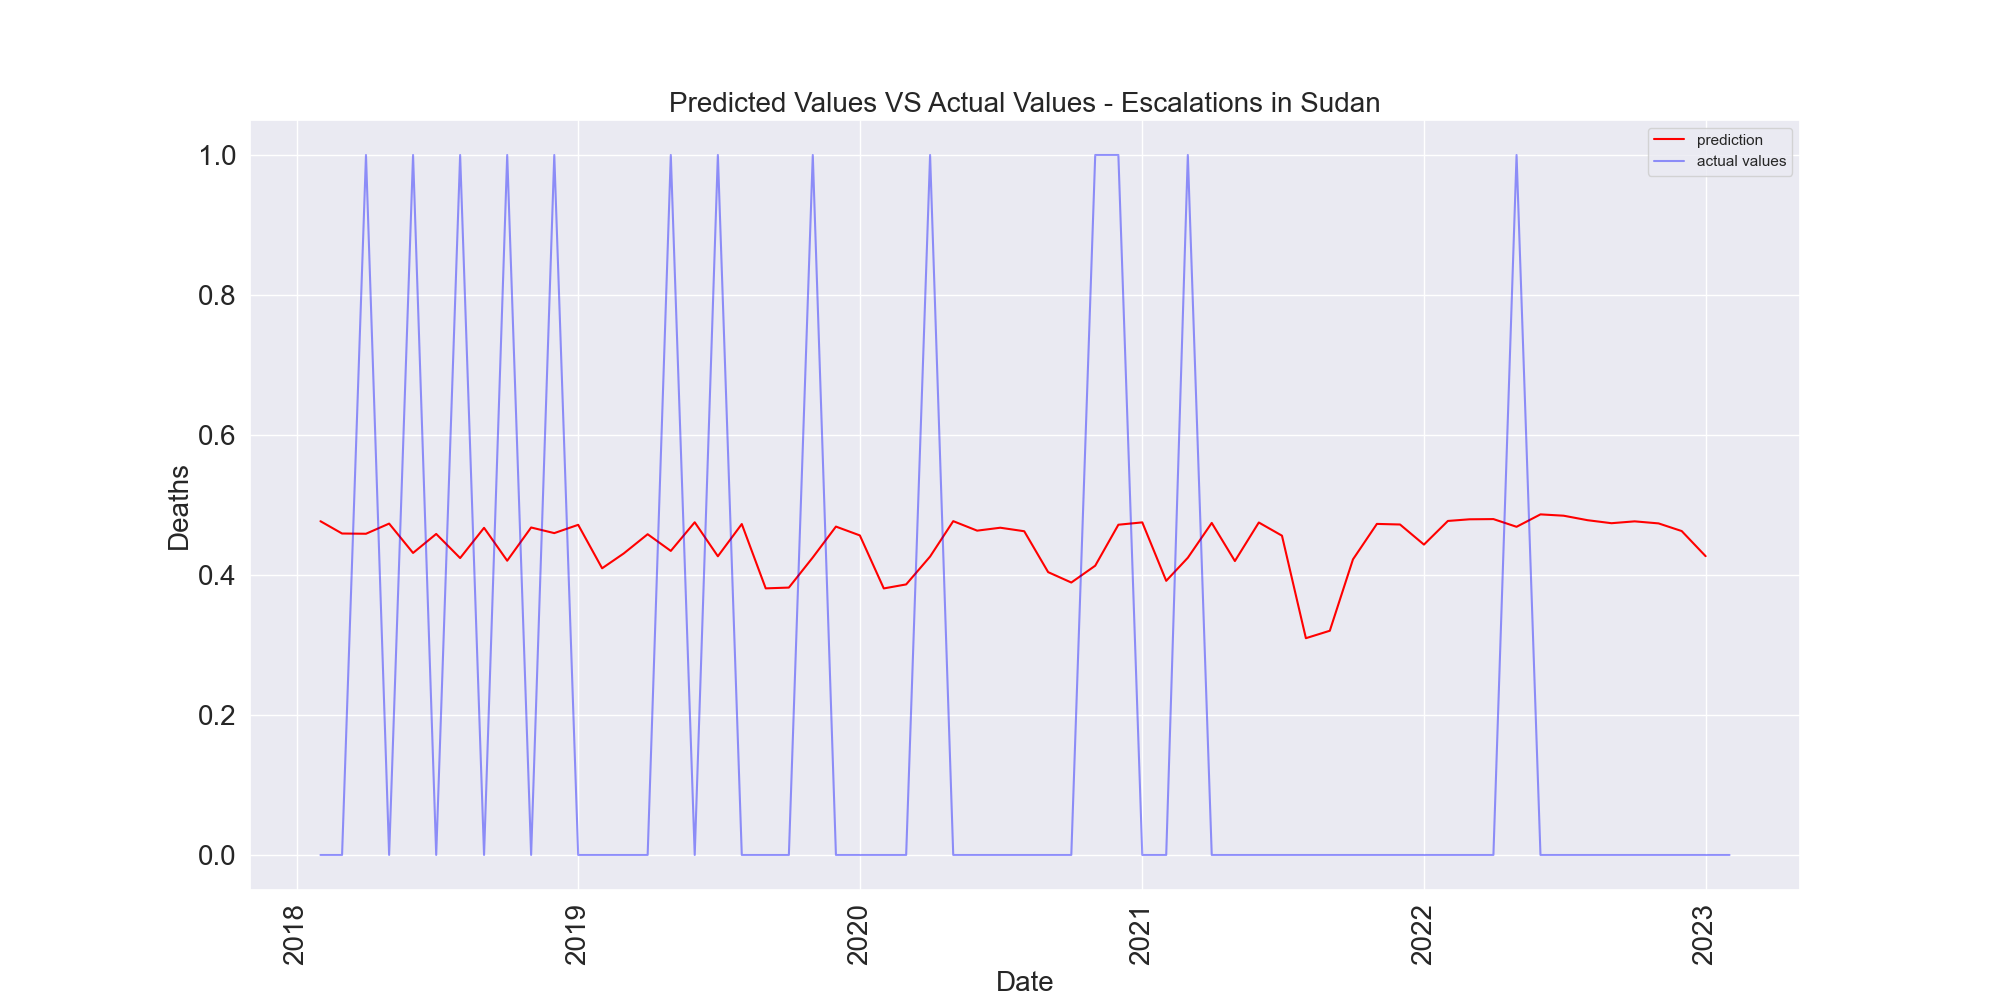 Predicted Values VS Actual Values - Escalations in Sudan
prediction
actual values
1.0
0.8
0.6
0.4
0.2
0.0
Deaths
2018
2019
2020
2021
2022
2023
Date